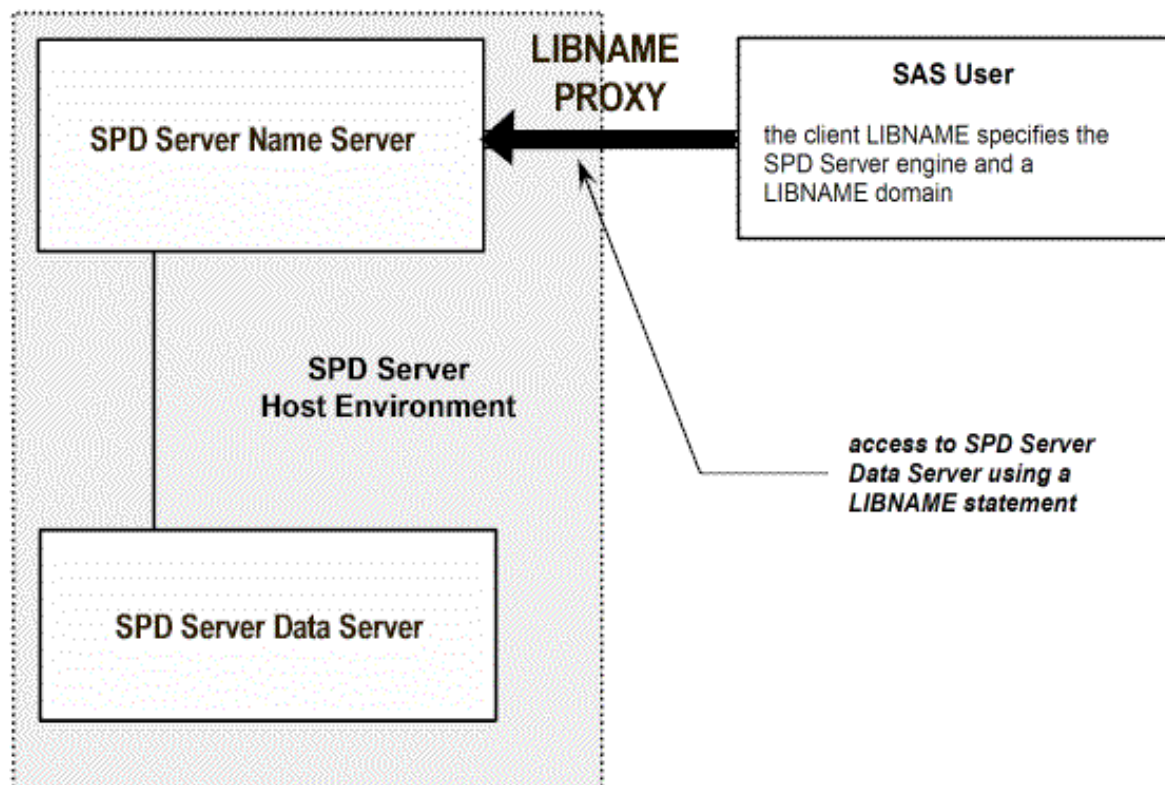 LIBNAME
PROXY
SPD Server Name Server
SAS User
the client LIBNAME specifies the
SPD Server engine and a
LIBNAME domain
SPD Server
Host Environment
access to SPD Server
Data Server using a
LIBNAME statement
SPD Server Data Server